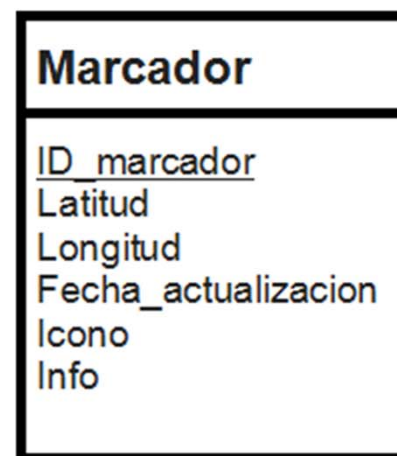 Marcador
ID_marcador
Latitud
Longitud
Fecha_actualizacion
Icono
Info